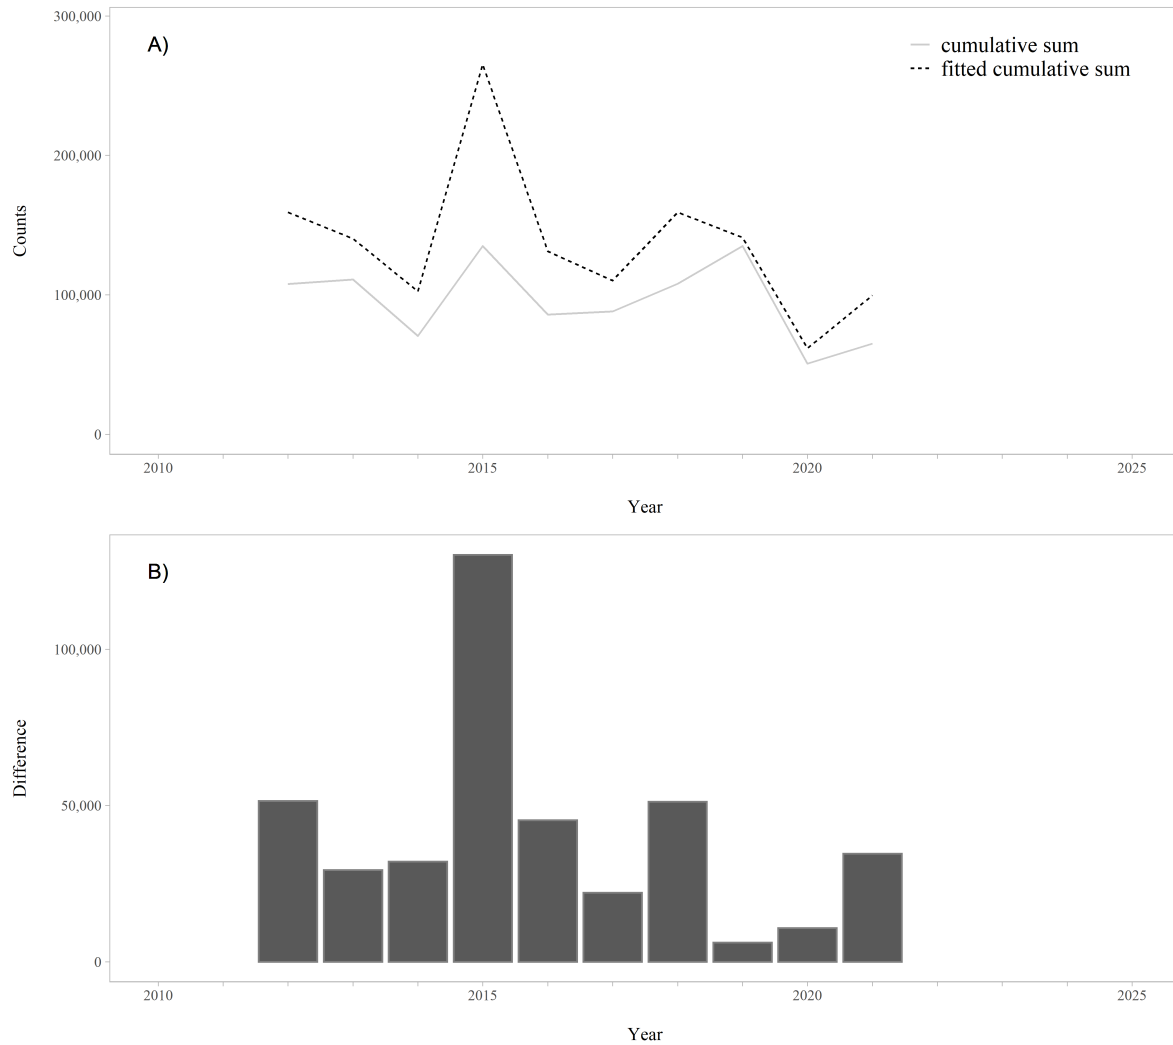 A)
cumulative sum
fitted cumulative sum
300,000
200,000
100,000
0
Counts
2010
2015
2020
2025
Year
B)
100,000
50,000
0
Difference
2010
2015
2020
2025
Year